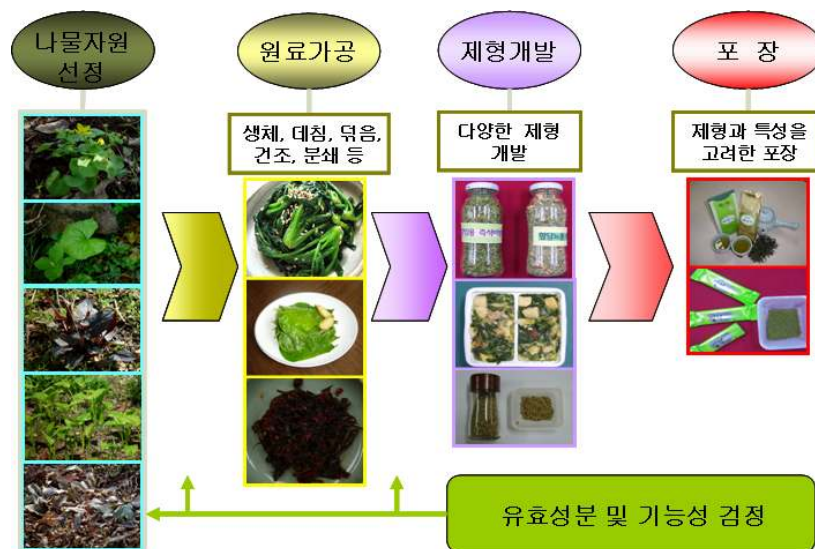 나물자원
선정
원료가공
제형개발
포 장
생체, 데침, 덖음,
건조, 분쇄 등
다양한 제형
개발
제형과 특성을
고려한 포장
유효성분 및 기능성 검정